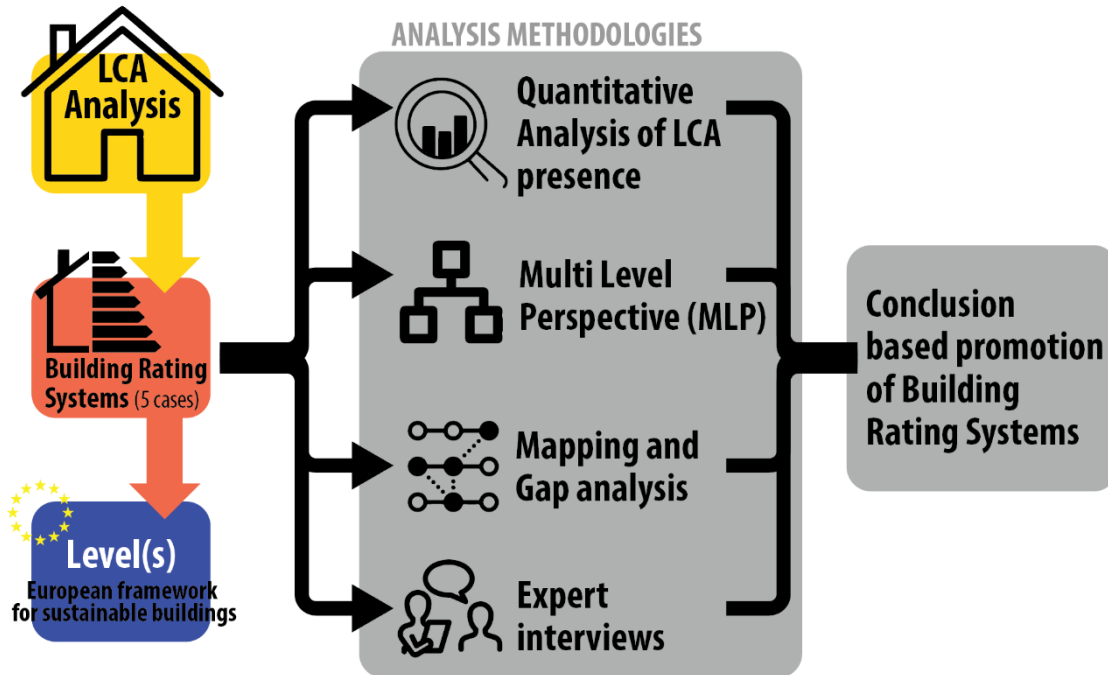 LCA
Analysis
Building Rating
Systems (5 cases)
Level(s)
European framework
for sustainable buildings
ANALYSIS METHODOLOGIES
Quantitative
Analysis of LCA
presence
Multi Level
Perspective (MLP)
Mapping and
Gap analysis
Expert
interviews
Conclusion
based promotion
of Building
Rating Systems